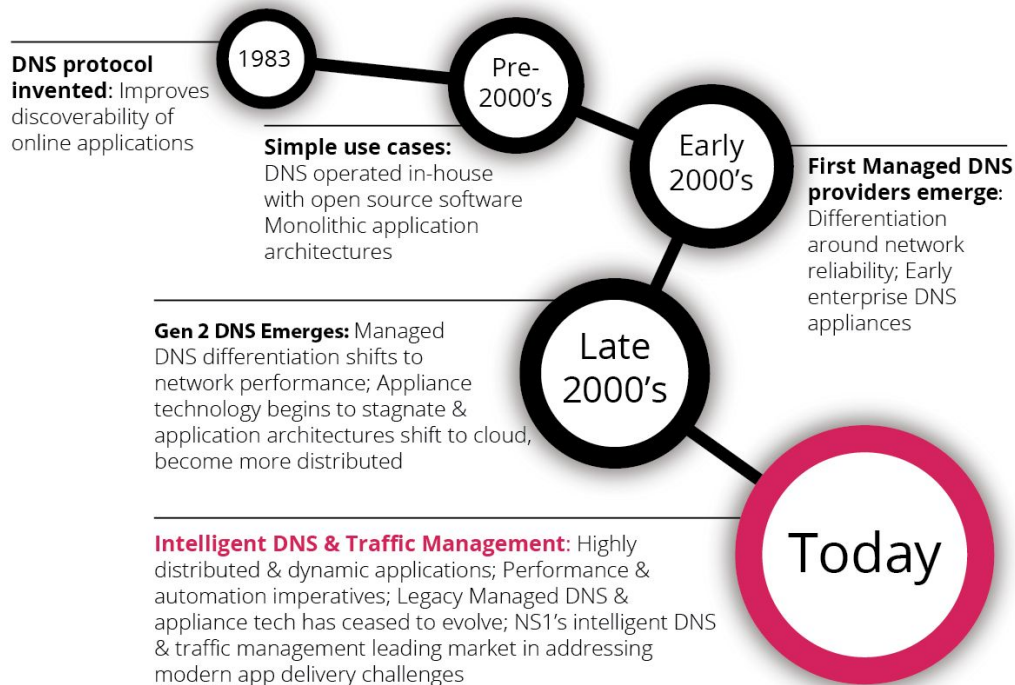 1983
DNS protocol
invented: Improves
discoverability of
online applications
Pre-
2000's
Simple use cases:
DNS operated in-house
with open source software
Monolithic application
architectures
Early
2000's
First Managed DNS
providers emerge:
Differentiation
around network
reliability; Early
enterprise DNS
appliances
Late
2000's
Gen 2 DNS Emerges: Managed
DNS differentiation shifts to
network performance; Appliance
technology begins to stagnate &
application architectures shift to cloud,
become more distributed
Today
Intelligent DNS & Traffic Management: Highly
distributed & dynamic applications; Performance &
automation imperatives; Legacy Managed DNS &
appliance tech has ceased to evolve; NS1's intelligent DNS
& traffic management leading market in addressing
modern app delivery challenges